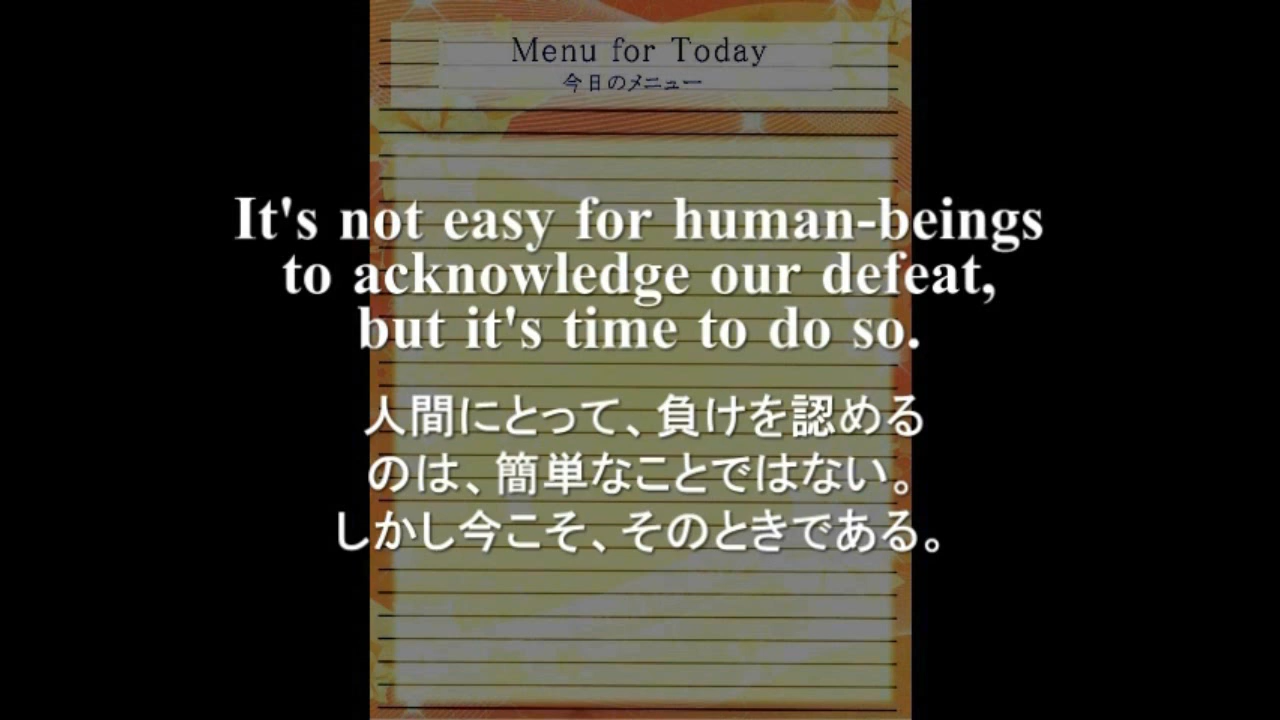 Menu for Today
今日のメニュー
It's not easy for human-beings
to acknowledge our defeat,
but it's time to do so.
人間にとって、負けを認める
のは、簡単なことではない。
しかし今こそ、そのときである。